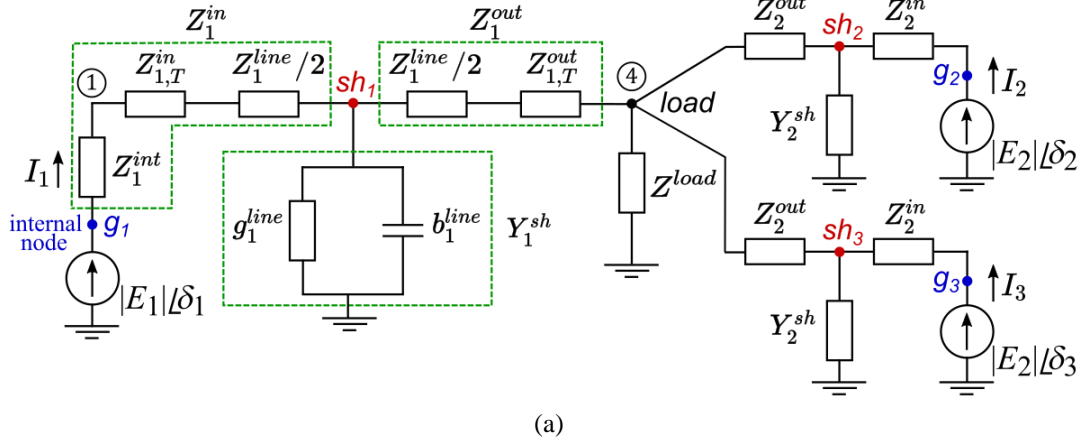 Z_1^{in}
Z_1^{out}
Z_2^{out} Z_2^{in}
① Z_{1,T}^{in} Z_1^{line}/2 sh_1 Z_1^{line}/2 Z_{1,T}^{out} ④ load sh_2 g_2 I_2
I_1 Z_1^{int} Z^{load} Y_2^{sh} |E_2|∠δ_2
internal node g_1 g_1^{line} b_1^{line} Y_1^{sh}
Z_2^{out} sh_3 Z_2^{in}
|E_1|∠δ_1 g_3 I_3
Y_2^{sh} |E_2|∠δ_3
(a)